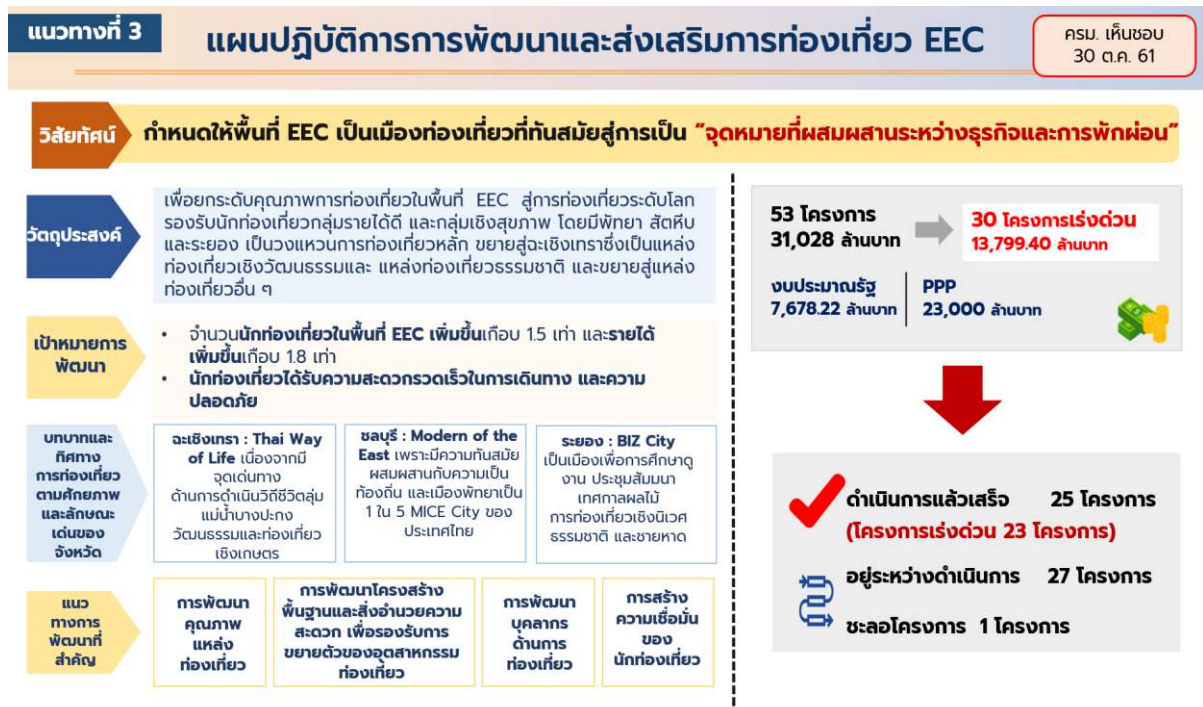 แนวทางที่ 3
แผนปฏิบัติการการพัฒนาและส่งเสริมการท่องเที่ยว EEC
ครม. เห็นชอบ
30 ต.ค. 61
วิสัยทัศน์
กำหนดให้พื้นที่ EEC เป็นเมืองท่องเที่ยวที่ทันสมัยสู่การเป็น "จุดหมายที่ผสมผสานระหว่างธุรกิจและการพักผ่อน"
วัตถุประสงค์
เพื่อยกระดับคุณภาพการท่องเที่ยวในพื้นที่ EEC สู่การท่องเที่ยวระดับโลก
รองรับนักท่องเที่ยวกลุ่มรายได้ดี และกลุ่มเชิงสุขภาพ โดยมีพัทยา สัตหีบ
และระยอง เป็นวงแหวนการท่องเที่ยวหลัก ขยายสู่ฉะเชิงเทราซึ่งเป็นแหล่ง
ท่องเที่ยวเชิงวัฒนธรรมและ แหล่งท่องเที่ยวธรรมชาติ และขยายสู่แหล่ง
ท่องเที่ยวอื่น ๆ
เป้าหมายการ
พัฒนา
• จำนวนนักท่องเที่ยวในพื้นที่ EEC เพิ่มขึ้นเกือบ 1.5 เท่า และรายได้
เพิ่มขึ้นเกือบ 1.8 เท่า
• นักท่องเที่ยวได้รับความสะดวกรวดเร็วในการเดินทาง และความ
ปลอดภัย
บทบาทและ
ทิศทาง
การท่องเที่ยว
ตามศักยภาพ
และลักษณะ
เด่นของ
จังหวัด
ฉะเชิงเทรา : Thai Way
of Life เนื่องจากมี
จุดเด่นทาง
ด้านการดำเนินวิถีชีวิตลุ่ม
แม่น้ำบางปะกง
วัฒนธรรมและท่องเที่ยว
เชิงเกษตร
ชลบุรี : Modern of the
East เพราะมีความทันสมัย
ผสมผสานกับความเป็น
ท้องถิ่น และเมืองพัทยาเป็น
1 ใน 5 MICE City ของ
ประเทศไทย
ระยอง : BIZ City
เป็นเมืองเพื่อการศึกษาดู
งาน ประชุมสัมมนา
เทศกาลผลไม้
การท่องเที่ยวเชิงนิเวศ
ธรรมชาติ และชายหาด
แนว
ทางการ
พัฒนาที่
สำคัญ
การพัฒนา
คุณภาพ
แหล่ง
ท่องเที่ยว
การพัฒนาโครงสร้าง
พื้นฐานและสิ่งอำนวยความ
สะดวก เพื่อรองรับการ
ขยายตัวของอุตสาหกรรม
ท่องเที่ยว
การพัฒนา
บุคลากร
ด้านการ
ท่องเที่ยว
การสร้าง
ความเชื่อมั่น
ของ
นักท่องเที่ยว
53 โครงการ
31,028 ล้านบาท
30 โครงการเร่งด่วน
13,799.40 ล้านบาท
งบประมาณรัฐ
7,678.22 ล้านบาท
PPP
23,000 ล้านบาท
ดำเนินการแล้วเสร็จ 25 โครงการ
(โครงการเร่งด่วน 23 โครงการ)
อยู่ระหว่างดำเนินการ 27 โครงการ
ชะลอโครงการ 1 โครงการ